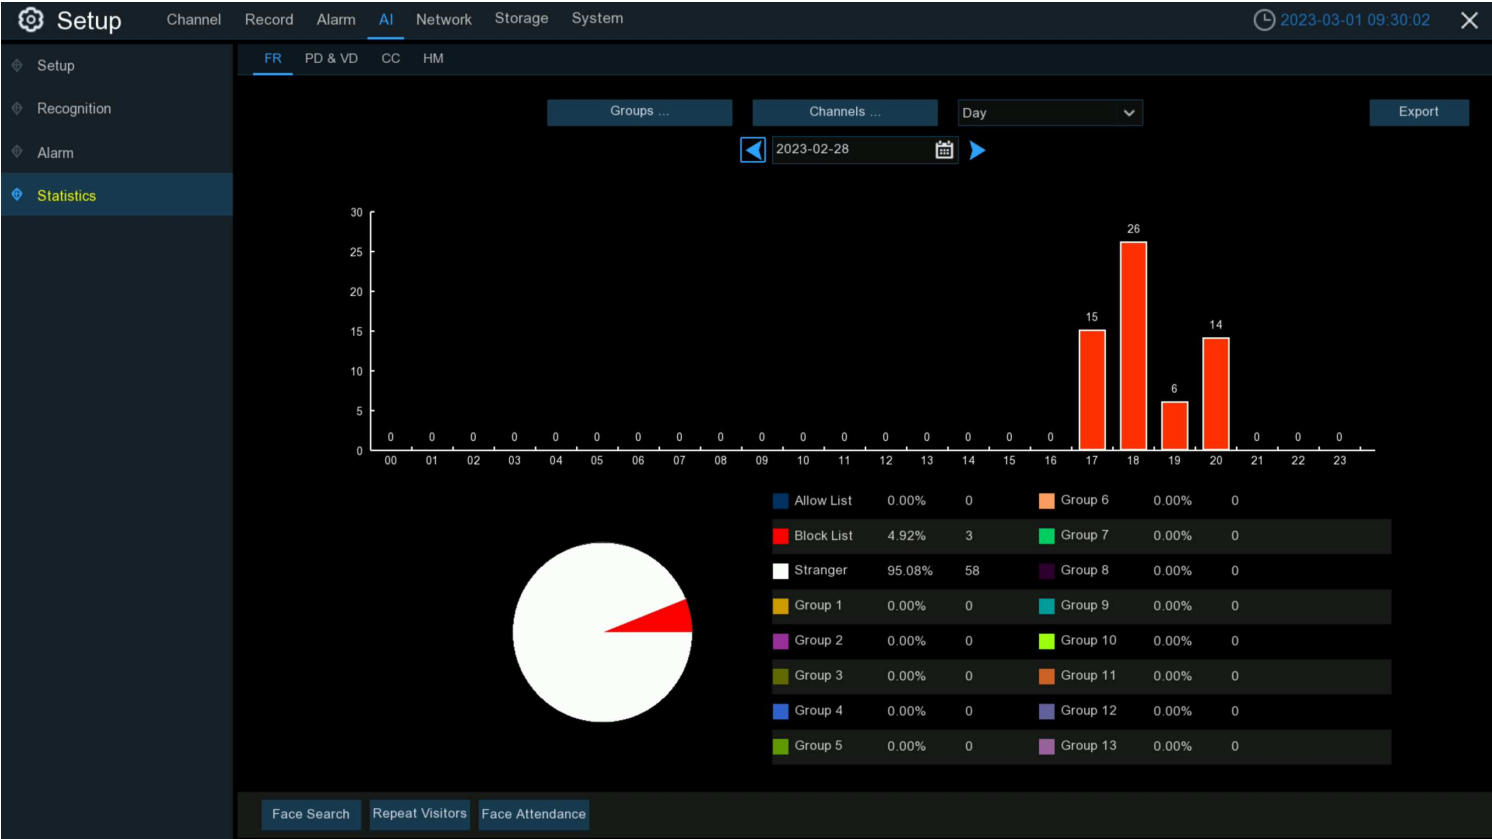 Setup Channel Record Alarm AI Network Storage System 2023-03-01 09:30:02
Setup
Recognition
Alarm
Statistics
FR PD & VD CC HM
Groups ... Channels ... Day Export
2023-02-28
30
25
20
15
10
5
0
0 0 0 0 0 0 0 0 0 0 0 0 0 0 0 0 0 15 26 6 14 0 0 0
00 01 02 03 04 05 06 07 08 09 10 11 12 13 14 15 16 17 18 19 20 21 22 23
Allow List 0.00% 0 Group 6 0.00% 0
Block List 4.92% 3 Group 7 0.00% 0
Stranger 95.08% 58 Group 8 0.00% 0
Group 1 0.00% 0 Group 9 0.00% 0
Group 2 0.00% 0 Group 10 0.00% 0
Group 3 0.00% 0 Group 11 0.00% 0
Group 4 0.00% 0 Group 12 0.00% 0
Group 5 0.00% 0 Group 13 0.00% 0
Face Search Repeat Visitors Face Attendance